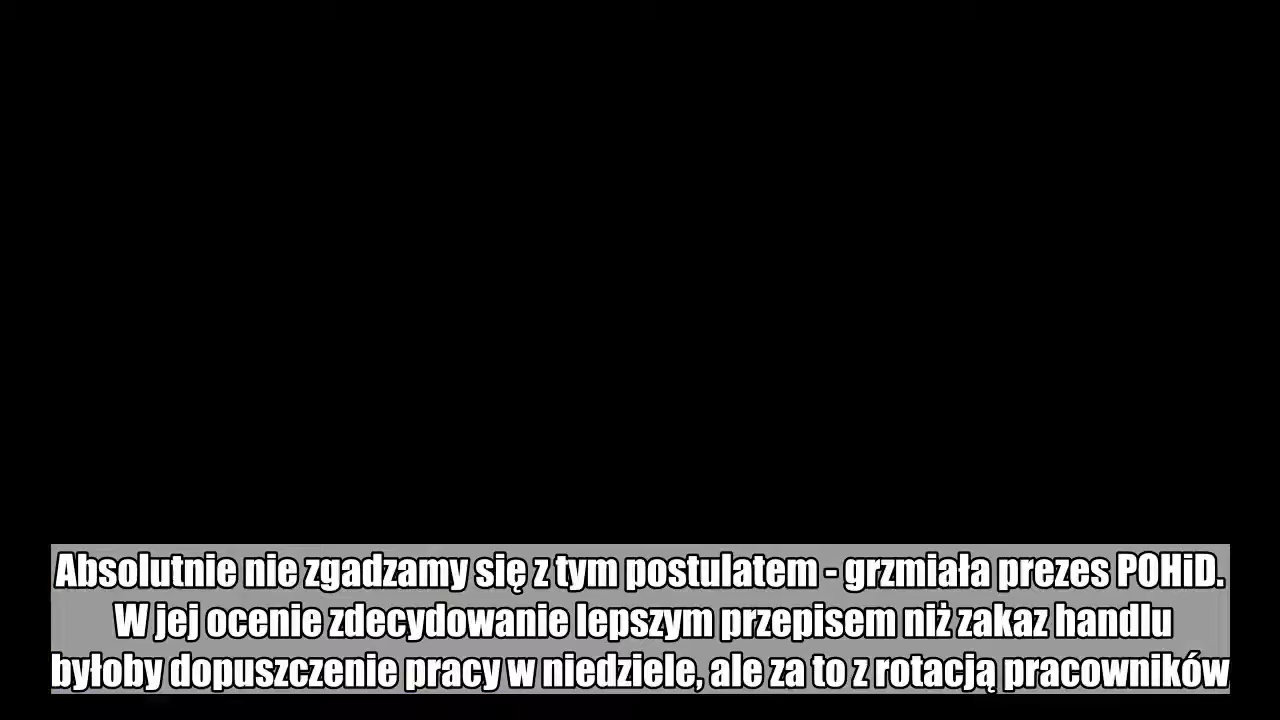 Absolutnie nie zgadzamy się z tym postulatem - grzmiała prezes POHiD.
W jej ocenie zdecydowanie lepszym przepisem niż zakaz handlu
byłoby dopuszczenie pracy w niedziele, ale za to z rotacją pracowników